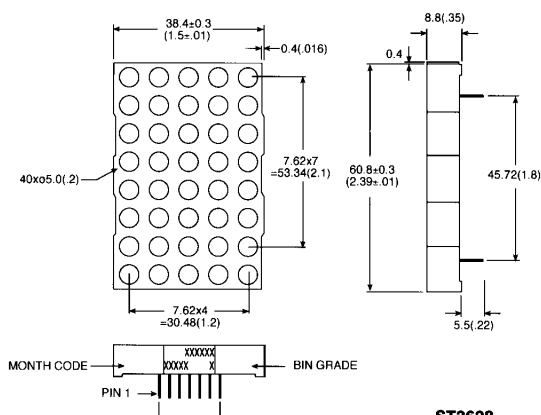 38.4±0.3
(1.5±.01)
0.4(.016)
8.8(.35)
0.4
40xø5.0(.2)
7.62x7
=53.34(2.1)
60.8±0.3
(2.39±.01)
45.72(1.8)
7.62x4
=30.48(1.2)
5.5(.22)
MONTH CODE
XXXXXX
XXXXX X
BIN GRADE
PIN 1